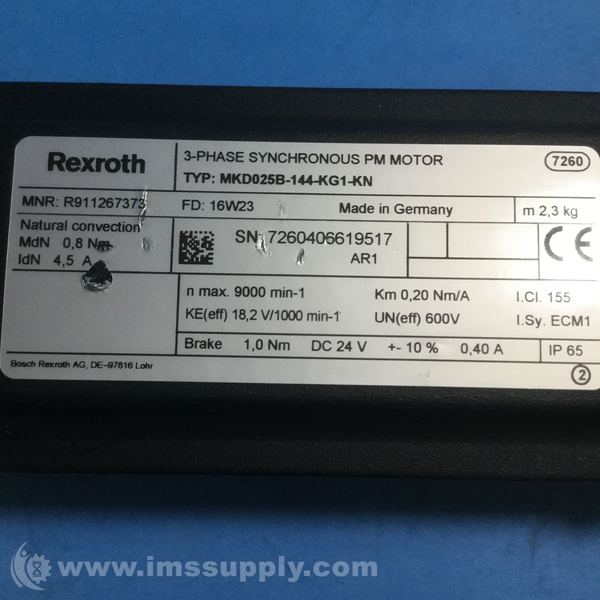 Rexroth
3-PHASE SYNCHRONOUS PM MOTOR
7260
TYP: MKD025B-144-KG1-KN
MNR: R911267373
FD: 16W23
Made in Germany
m 2,3 kg
Natural convection
MdN 0,8 Nm
IdN 4,5 A
SN: 7260406619517
AR1
CE
n max. 9000 min-1
Km 0,20 Nm/A
I.Cl. 155
KE(eff) 18,2 V/1000 min-1
UN(eff) 600V
I.Sy. ECM1
Brake 1,0 Nm DC 24 V +- 10 % 0,40 A
IP 65
Bosch Rexroth AG, DE-97816 Lohr
2
IMS
www.imssupply.com